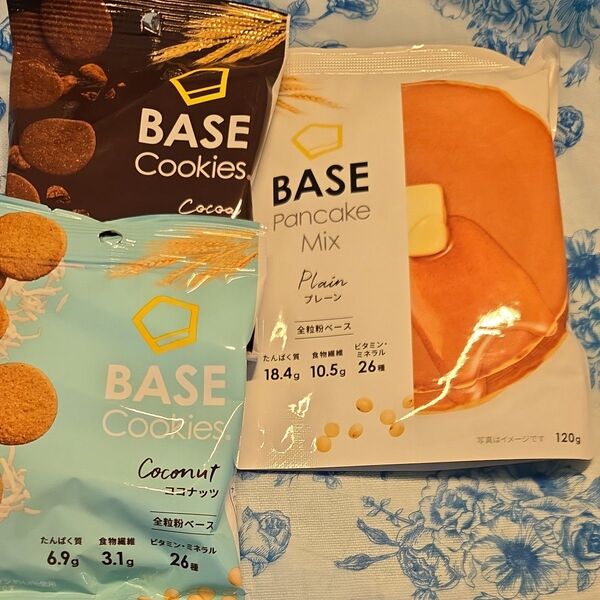 BASE
Cookies®
Cocoa
BASE
Pancake
Mix
Plain
プレーン
全粒粉ベース
たんぱく質 食物繊維 ビタミン・
ミネラル
18.4g 10.5g 26種
写真はイメージです 120g
BASE
Cookies®
Coconut
ココナッツ
全粒粉ベース
たんぱく質 食物繊維 ビタミン・ミネラル
6.9g 3.1g 26種